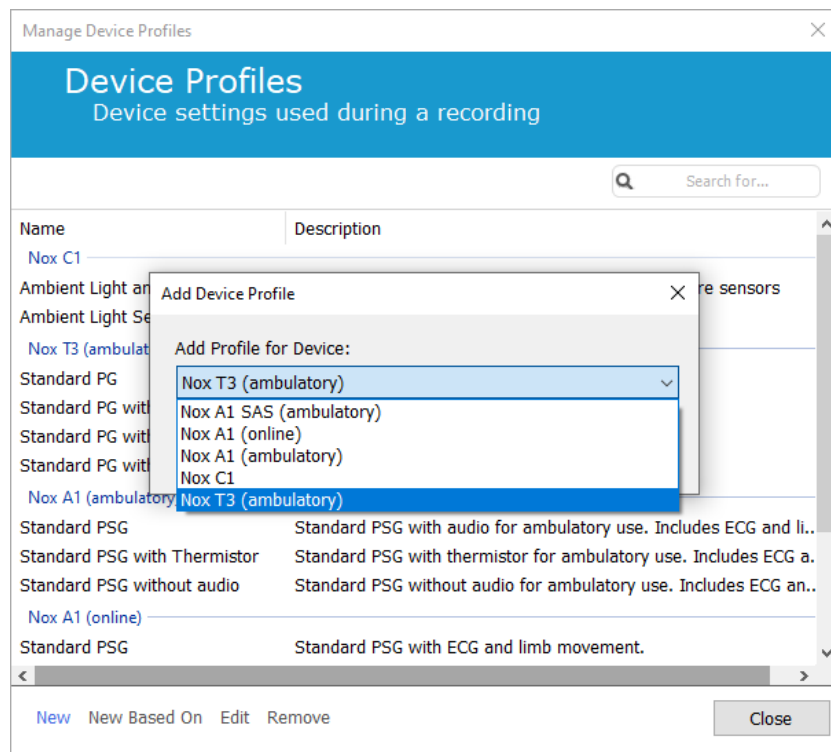 Manage Device Profiles
Device Profiles
Device settings used during a recording
Search for...
Name Description
Nox C1
Ambient Light an re sensors
Ambient Light Se
Nox T3 (ambulat
Standard PG
Standard PG with
Standard PG with
Standard PG with
Add Device Profile
Add Profile for Device:
Nox T3 (ambulatory)
Nox A1 SAS (ambulatory)
Nox A1 (online)
Nox A1 (ambulatory)
Nox C1
Nox T3 (ambulatory)
Nox A1 (ambulatory
Standard PSG Standard PSG with audio for ambulatory use. Includes ECG and li..
Standard PSG with Thermistor Standard PSG with thermistor for ambulatory use. Includes ECG a.
Standard PSG without audio Standard PSG without audio for ambulatory use. Includes ECG an..
Nox A1 (online)
Standard PSG Standard PSG with ECG and limb movement.
New New Based On Edit Remove Close